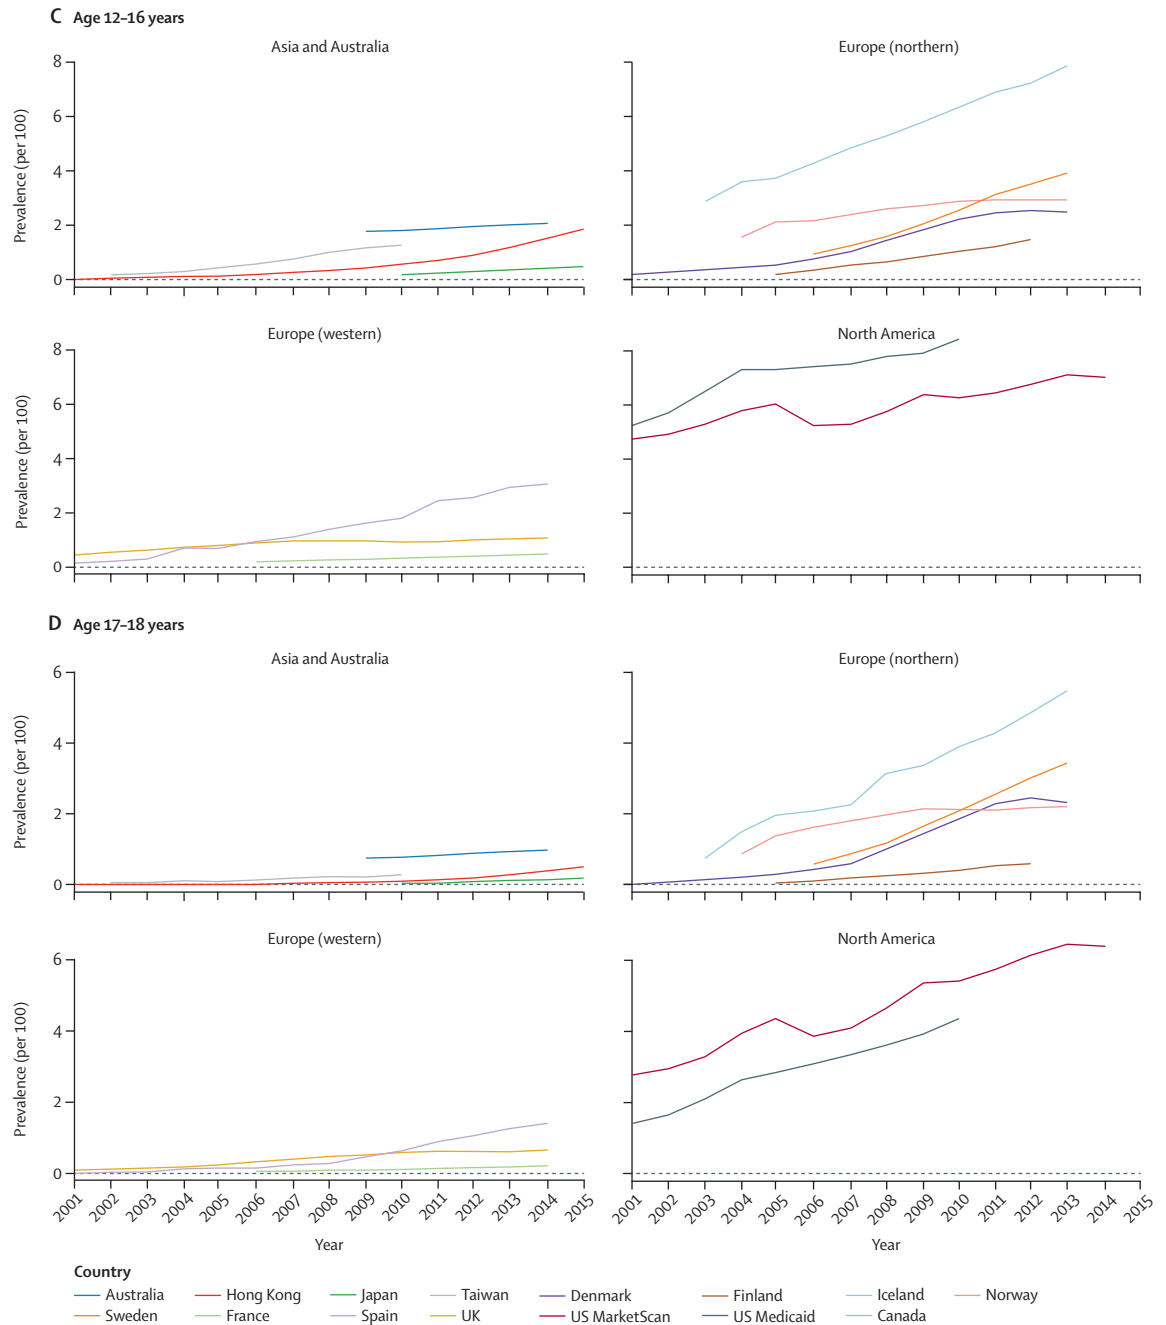 C Age 12–16 years
Asia and Australia
Europe (northern)
Prevalence (per 100)
8
6
4
2
0
Europe (western)
North America
Prevalence (per 100)
8
6
4
2
0
D Age 17–18 years
Asia and Australia
Europe (northern)
Prevalence (per 100)
6
4
2
0
Europe (western)
North America
Prevalence (per 100)
6
4
2
0
2001 2002 2003 2004 2005 2006 2007 2008 2009 2010 2011 2012 2013 2014 2015
2001 2002 2003 2004 2005 2006 2007 2008 2009 2010 2011 2012 2013 2014 2015
Year
Year
Country
Australia Hong Kong Japan Taiwan Denmark Finland Iceland Norway
Sweden France Spain UK US MarketScan US Medicaid Canada